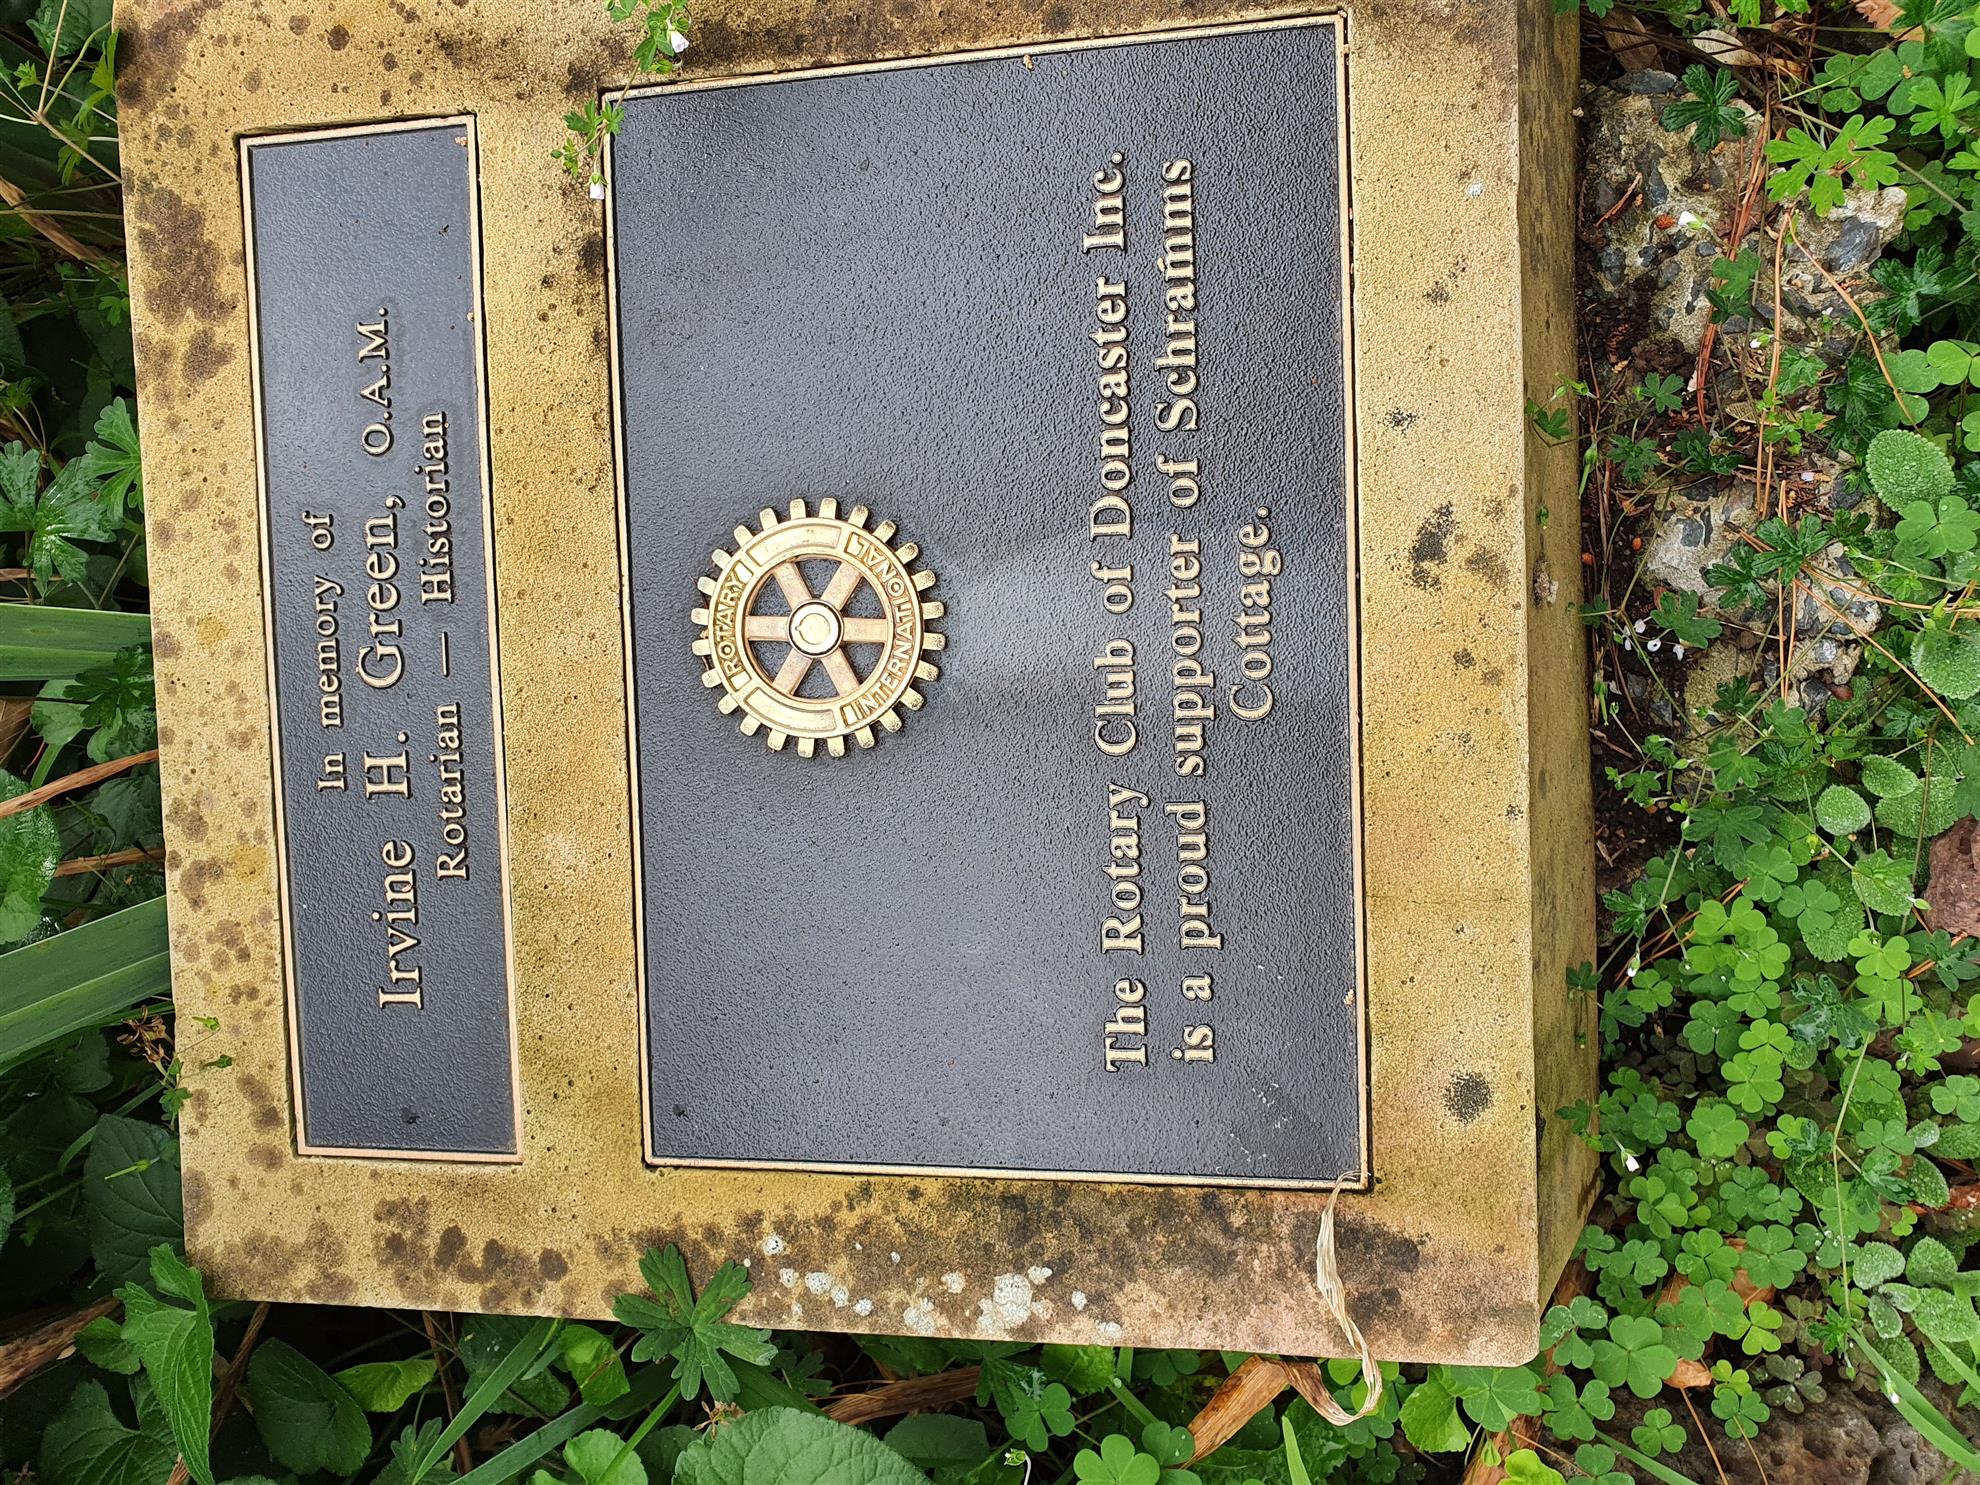 In memory of
Irvine H. Green, O.A.M.
Rotarian — Historian
ROTARY
INTERNATIONAL
The Rotary Club of Doncaster Inc.
is a proud supporter of Schramms
Cottage.